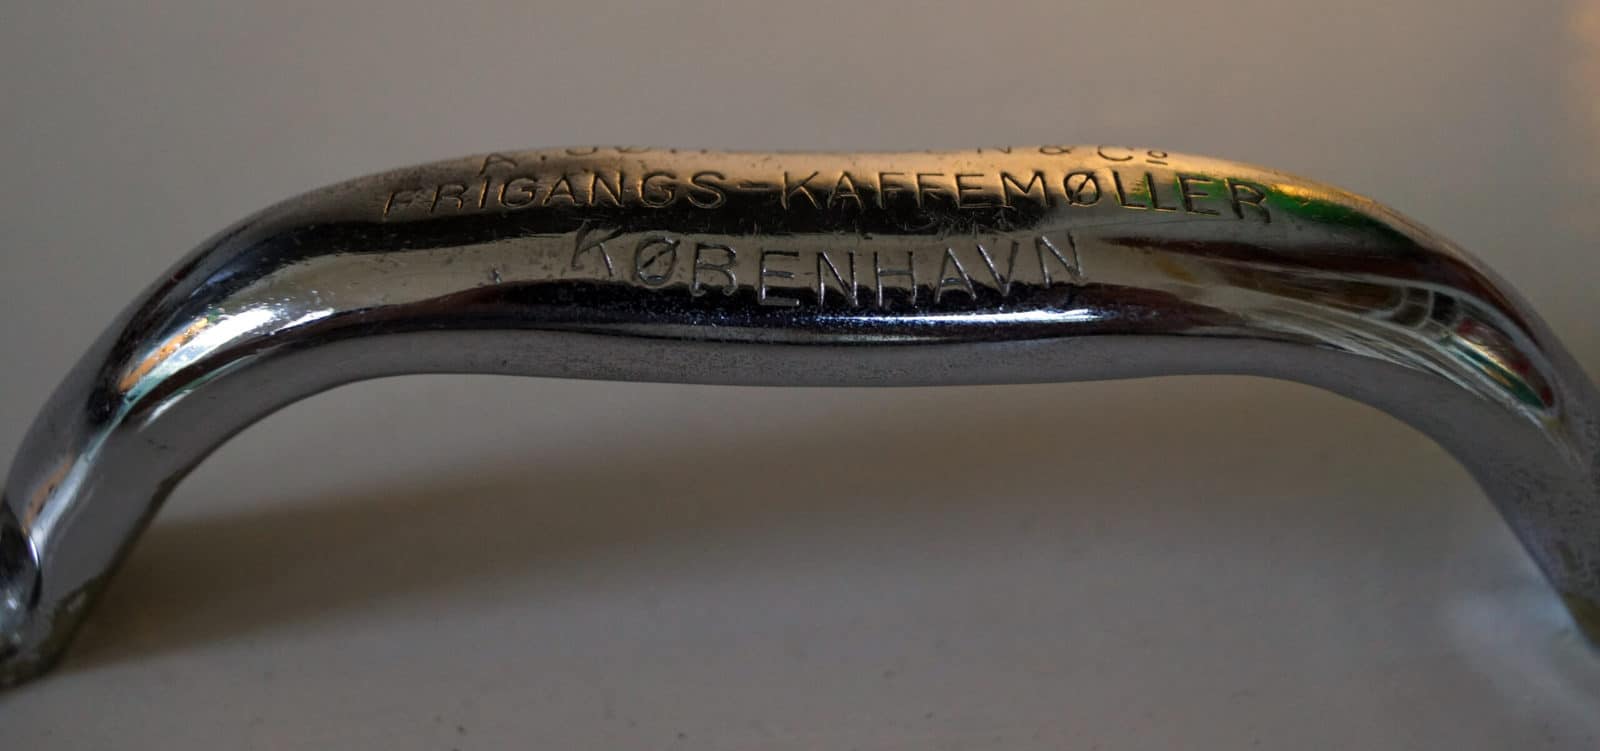 & Cº
FRIGANGS-KAFFEMØLLER
KØBENHAVN